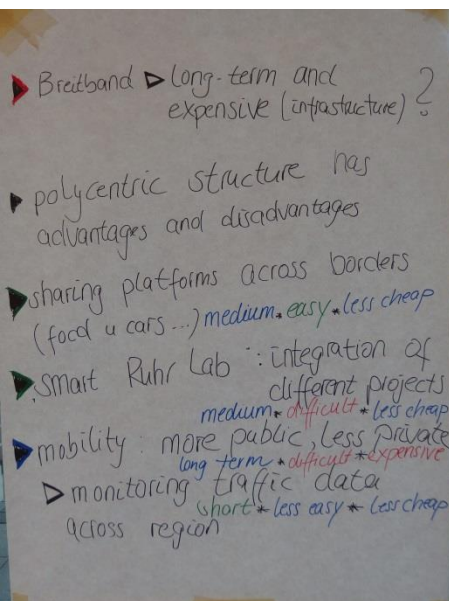 ▶ Breitband ▷ long-term and
expensive (infrastucture) ?
▶ polycentric structure has
advantages and disadvantages
▶ sharing platforms across borders
(food u cars ...) medium * easy * less cheap
▶ Smart Ruhr Lab : integration of
different projects
medium * difficult * less cheap
▶ mobility : more public, less private
long term * difficult * expensive
▷ monitoring traffic data
across region short * less easy * less cheap